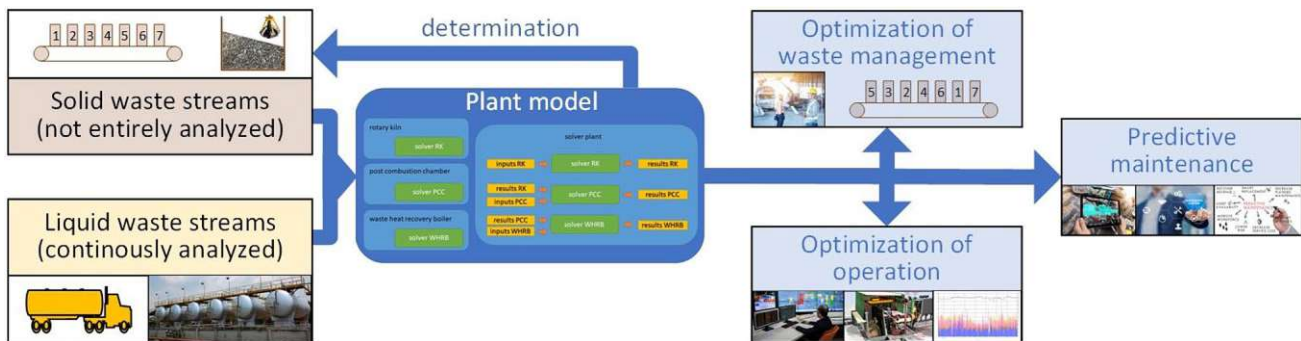 1 2 3 4 5 6 7
Solid waste streams
(not entirely analyzed)
Liquid waste streams
(continously analyzed)
determination
Plant model
rotary kiln
solver RK
post combustion chamber
solver PCC
waste heat recovery boiler
solver WHRB
solver plant
inputs RK
solver RK
results RK
results RK
inputs PCC
solver PCC
results PCC
results PCC
inputs WHRB
solver WHRB
results WHRB
Optimization of
waste management
5 3 2 4 6 1 7
Optimization of
operation
Predictive
maintenance